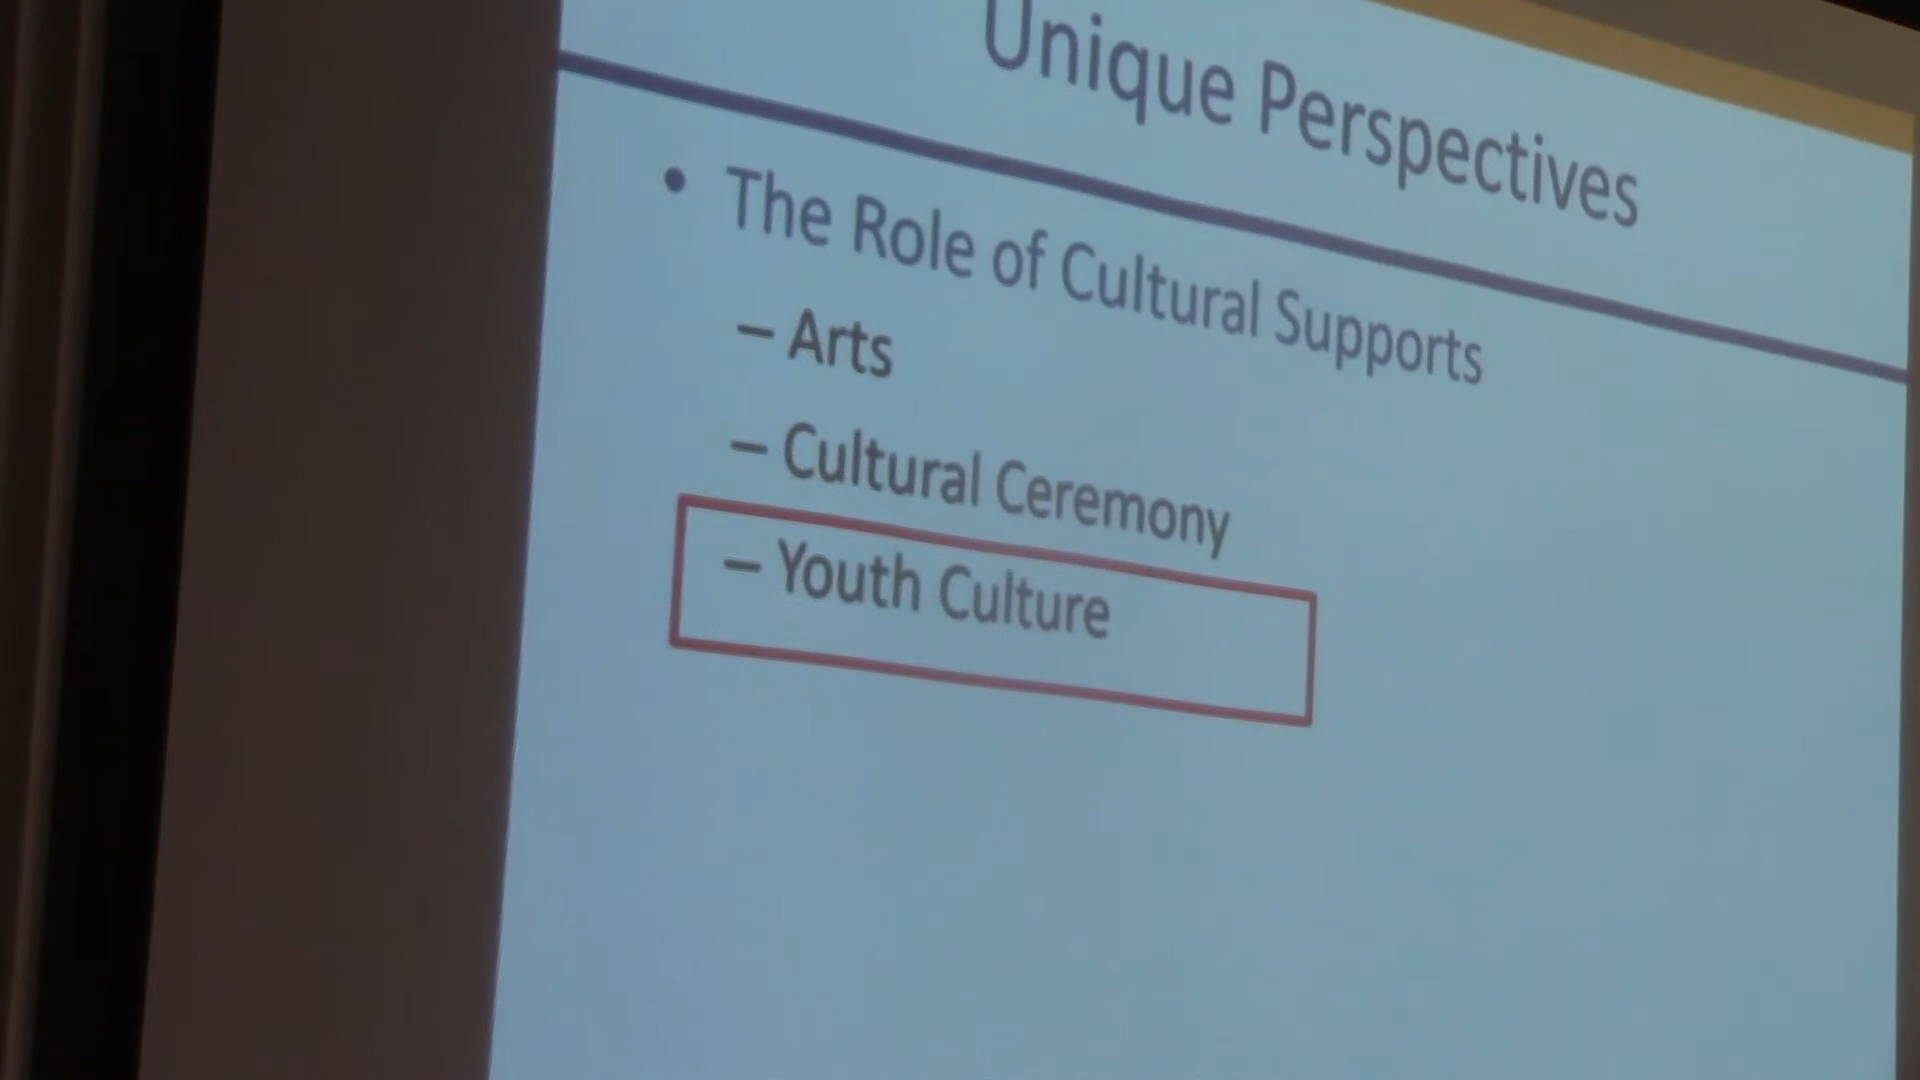 Unique Perspectives
• The Role of Cultural Supports
– Arts
– Cultural Ceremony
– Youth Culture